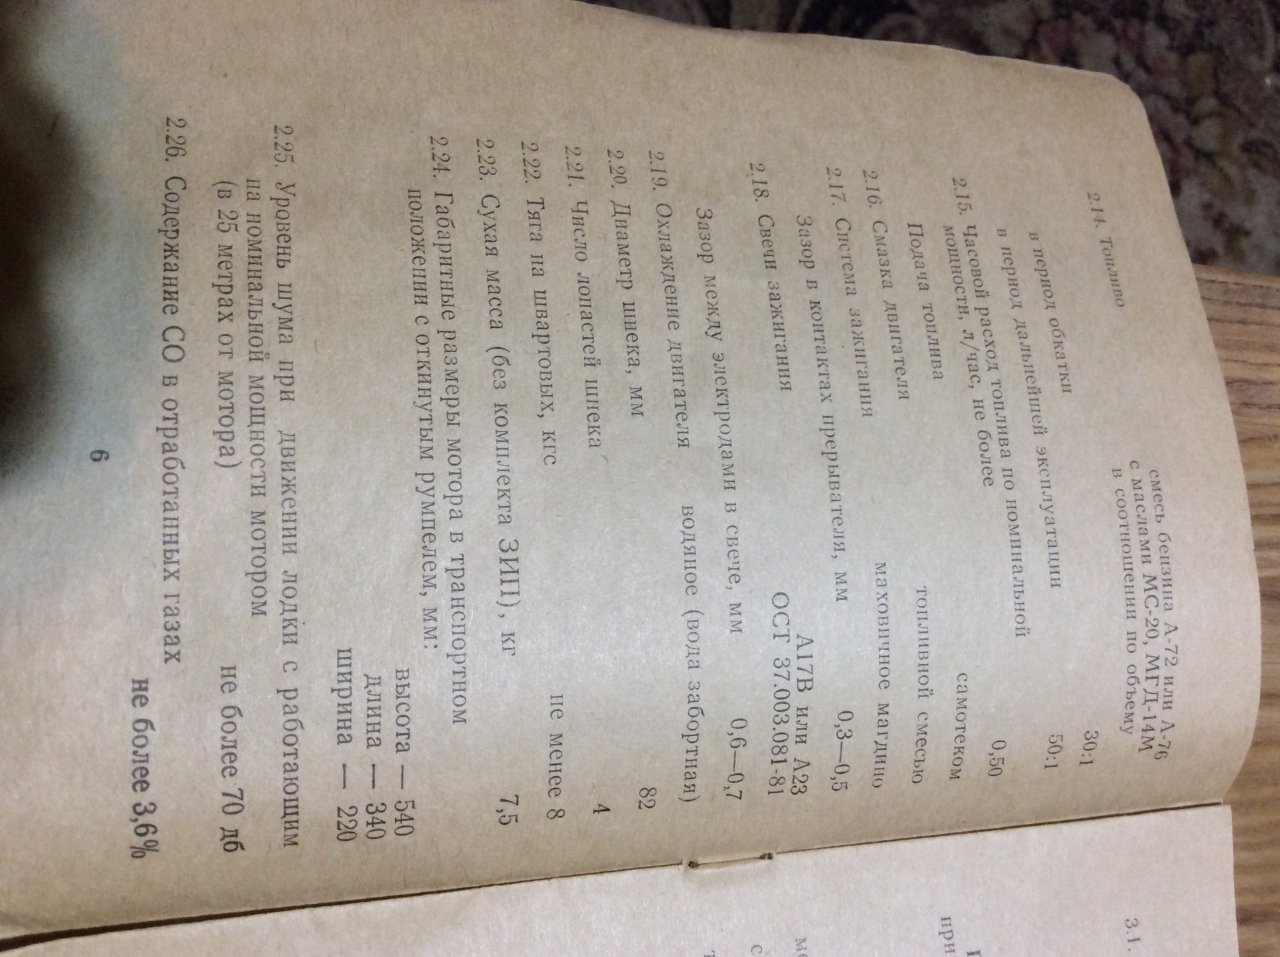 2.14. Топливо
смесь бензина А-72 или А-76
с маслами МС-20, МГД-14М
в соотношении по объему
в период обкатки 30:1
в период дальнейшей эксплуатации 50:1
2.15. Часовой расход топлива по номинальной
мощности, л/час, не более 0,50
Подача топлива самотеком
2.16. Смазка двигателя топливной смесью
2.17. Система зажигания маховичное магдино
Зазор в контактах прерывателя, мм 0,3—0,5
2.18. Свечи зажигания А17В или А23
ОСТ 37.003.081-81
Зазор между электродами в свече, мм 0,6—0,7
2.19. Охлаждение двигателя водяное (вода забортная)
2.20. Диаметр шнека, мм 82
2.21. Число лопастей шнека 4
2.22. Тяга на швартовых, кгс не менее 8
2.23. Сухая масса (без комплекта ЗИП), кг 7,5
2.24. Габаритные размеры мотора в транспортном
положении с откинутым румпелем, мм:
высота — 540
длина — 340
ширина — 220
2.25. Уровень шума при движении лодки с работающим
на номинальной мощности мотором
(в 25 метрах от мотора) не более 70 дб
2.26. Содержание СО в отработанных газах
не более 3,6%
6
3.1.
при